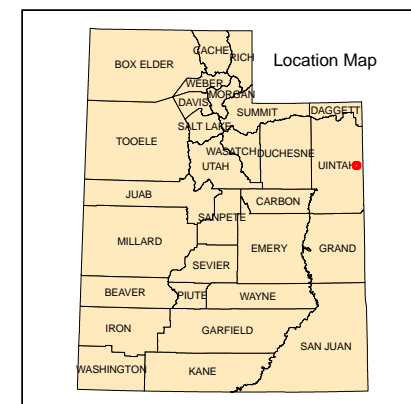 CACHE
RICH
BOX ELDER
Location Map
WEBER
MORGAN
DAVIS
SUMMIT
DAGGETT
SALT LAKE
TOOELE
WASATCH
DUCHESNE
UTAH
UINTAH
JUAB
CARBON
SANPETE
MILLARD
EMERY
GRAND
SEVIER
BEAVER
PIUTE
WAYNE
IRON
GARFIELD
SAN JUAN
WASHINGTON
KANE